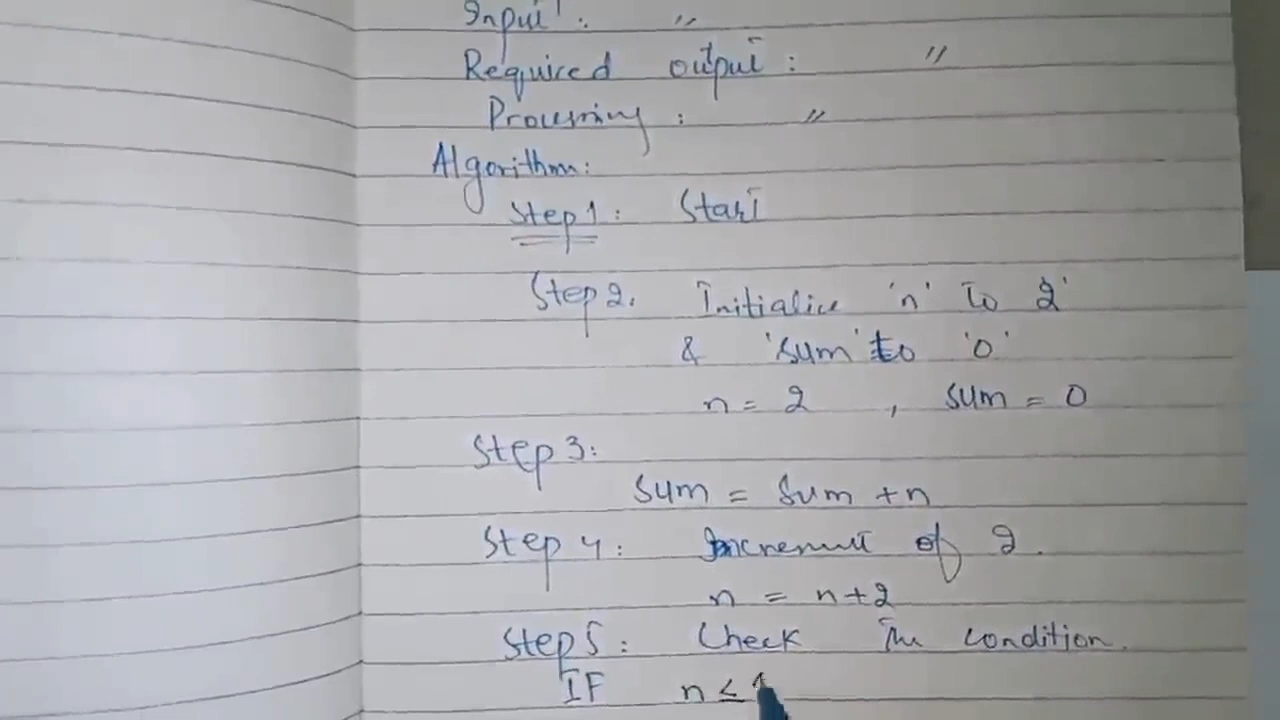 Input : "
Required output : "
Processing : "
Algorithm:
Step 1: Start
Step 2. Initialice 'n' to 2'
& 'sum' to '0'
n = 2 , sum = 0
Step 3:
sum = sum + n
Step 4: Increment of 2.
n = n+2
Step 5: Check the condition.
IF n ≤